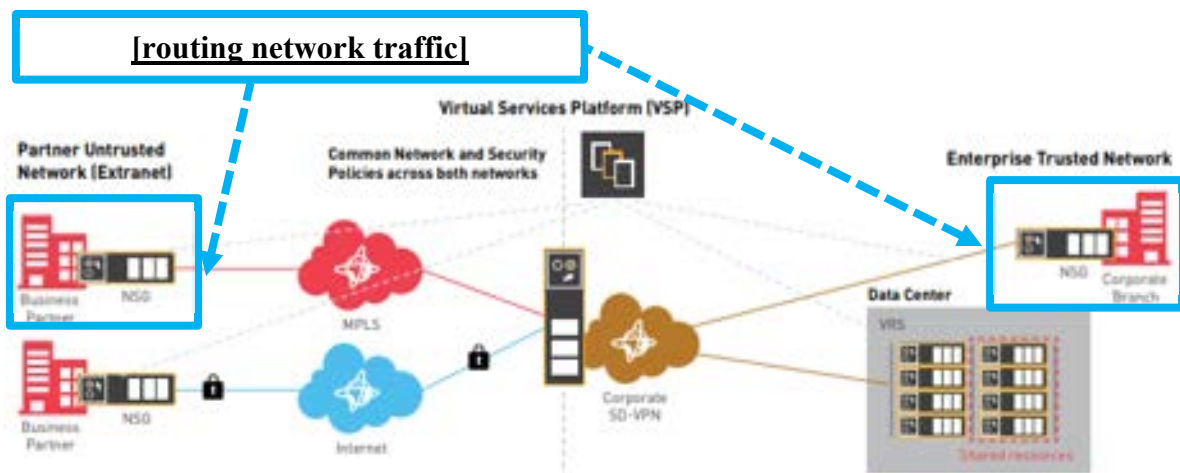 [routing network traffic]
Virtual Services Platform (VSP)
Partner Untrusted
Network (Extranet)
Common Network and Security
Policies across both networks
Enterprise Trusted Network
Business
Partner
NSG
MPLS
NSG
Corporate
Branch
Data Center
VRS
Business
Partner
NSG
Internet
Corporate
SD-VPN
Shared resources